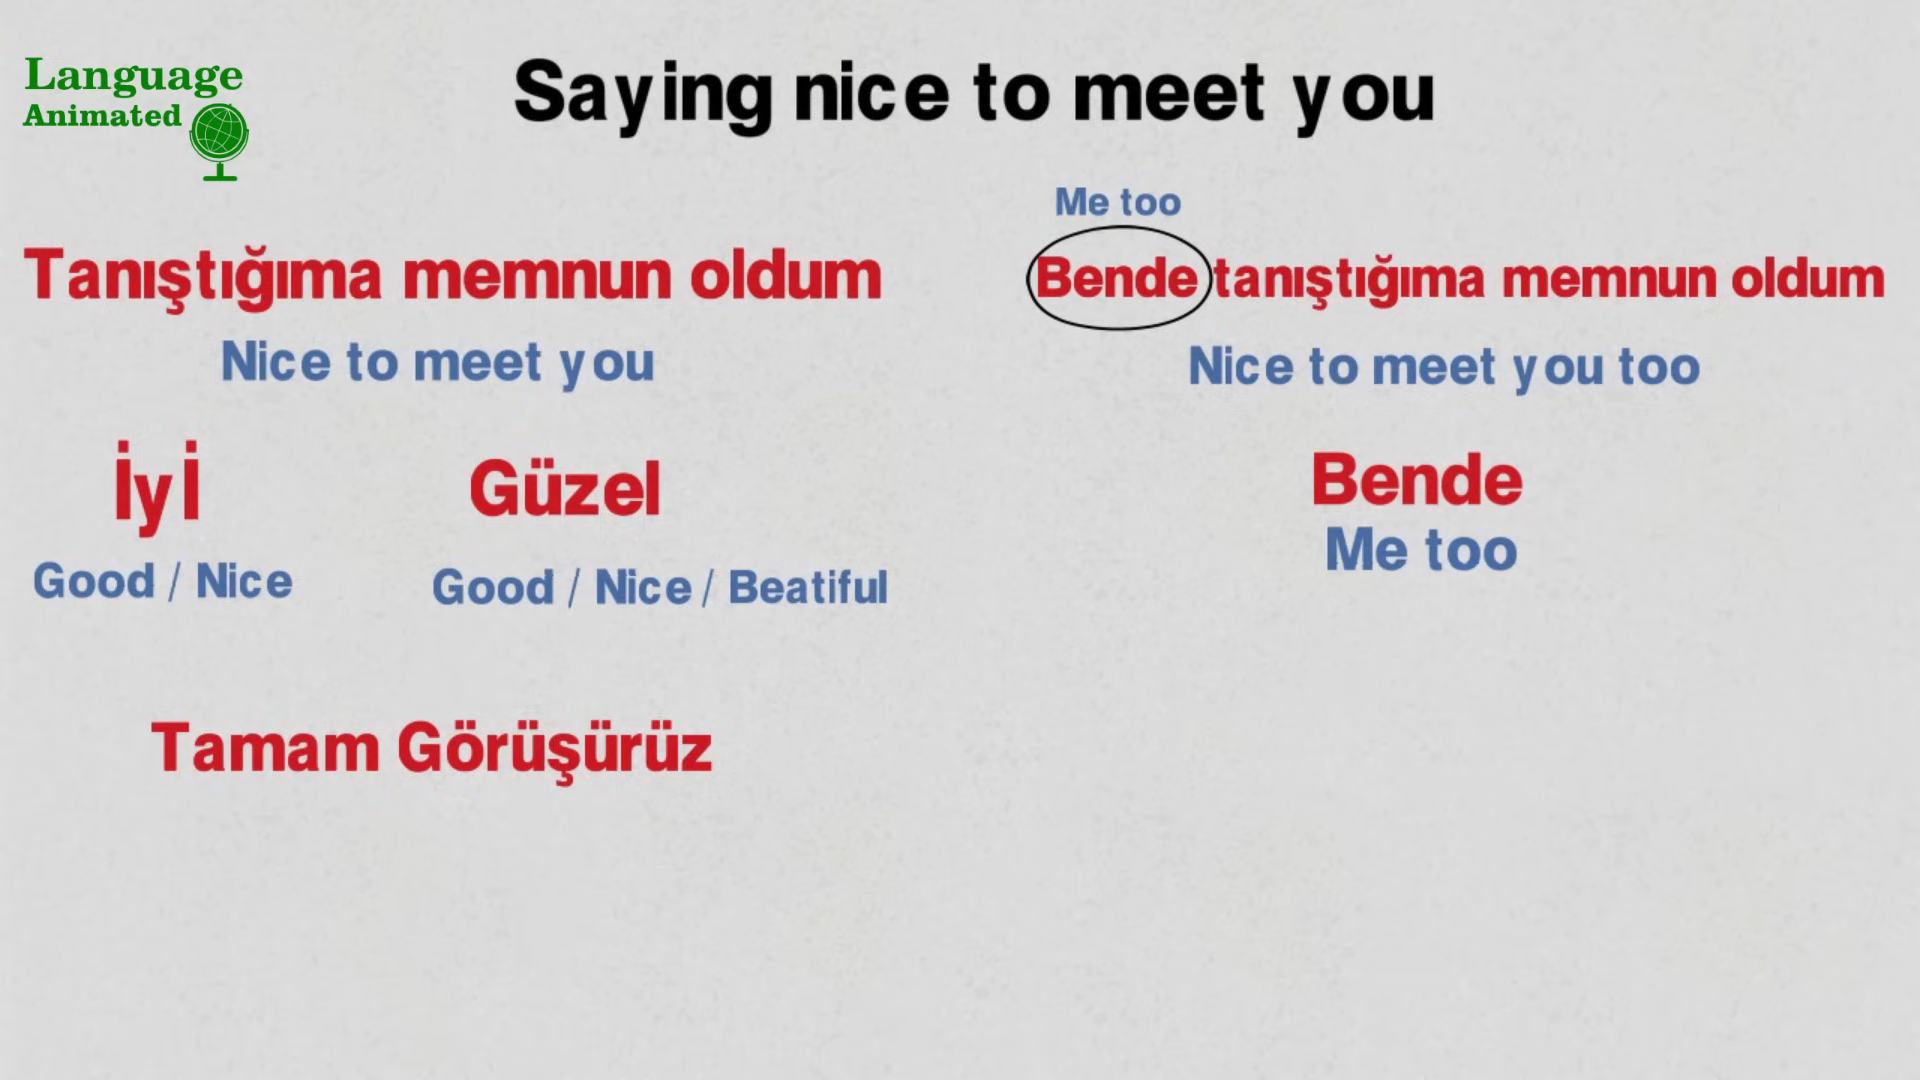 Language
Animated
Saying nice to meet you
Me too
Tanıştığıma memnun oldum
Bende tanıştığıma memnun oldum
Nice to meet you
Nice to meet you too
İyİ
Güzel
Bende
Me too
Good / Nice
Good / Nice / Beatiful
Tamam Görüşürüz